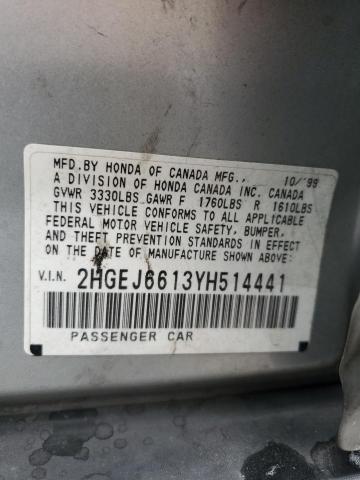 MFD.BY HONDA OF CANADA MFG., 10/'99
A DIVISION OF HONDA CANADA INC. CANADA
GVWR 3330LBS GAWR F 1760LBS R 1610LBS
THIS VEHICLE CONFORMS TO ALL APPLICABLE
FEDERAL MOTOR VEHICLE SAFETY, BUMPER,
AND THEFT PREVENTION STANDARDS IN EFFECT
ON THE DATE OF MANUFACTURE SHOWN ABOVE.
V.I.N. 2HGEJ6613YH514441
PASSENGER CAR